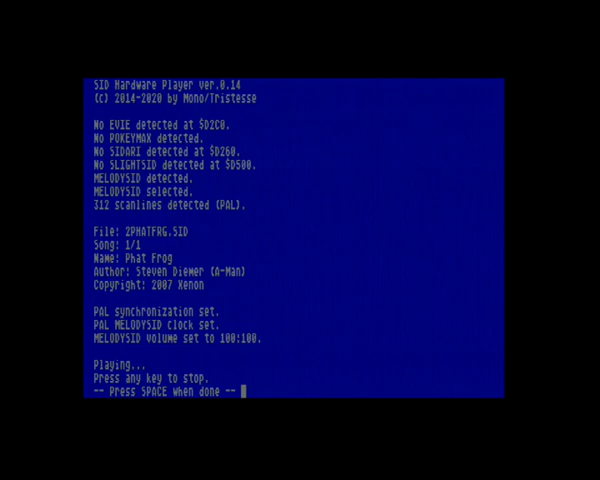 SID Hardware Player ver.0.14
(c) 2014-2020 by Mono/Tristesse
No EVIE detected at $D2C0.
No POKEYMAX detected.
No SIDARI detected at $D260.
No SLIGHTSID detected at $D500.
MELODYSID detected.
MELODYSID selected.
312 scanlines detected (PAL).
File: 2PHATFRG.SID
Song: 1/1
Name: Phat Frog
Author: Steven Diemer (A-Man)
Copyright: 2007 Xenon
PAL synchronization set.
PAL MELODYSID clock set.
MELODYSID volume set to 100:100.
Playing...
Press any key to stop.
-- Press SPACE when done --